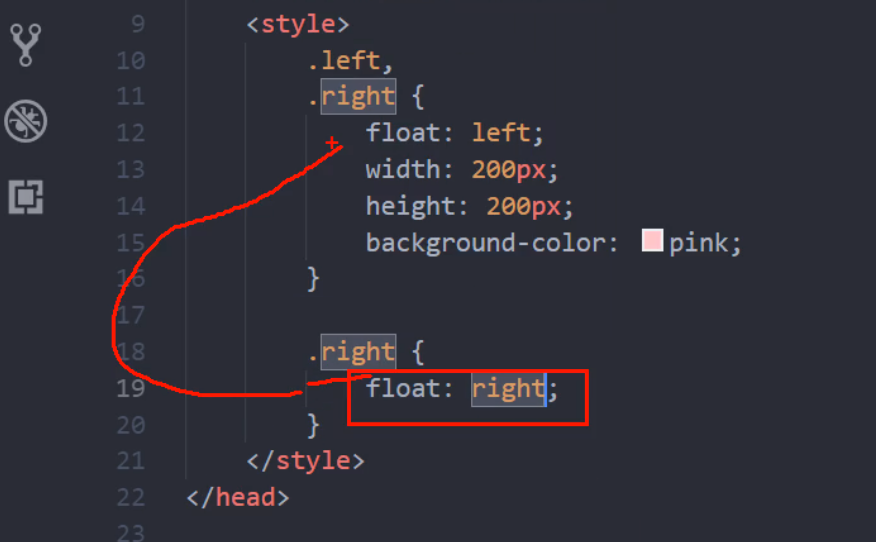 9 <style>
10 .left,
11 .right {
12 float: left;
13 width: 200px;
14 height: 200px;
15 background-color: pink;
16 }
17
18 .right {
19 float: right;
20 }
21 </style>
22 </head>
23